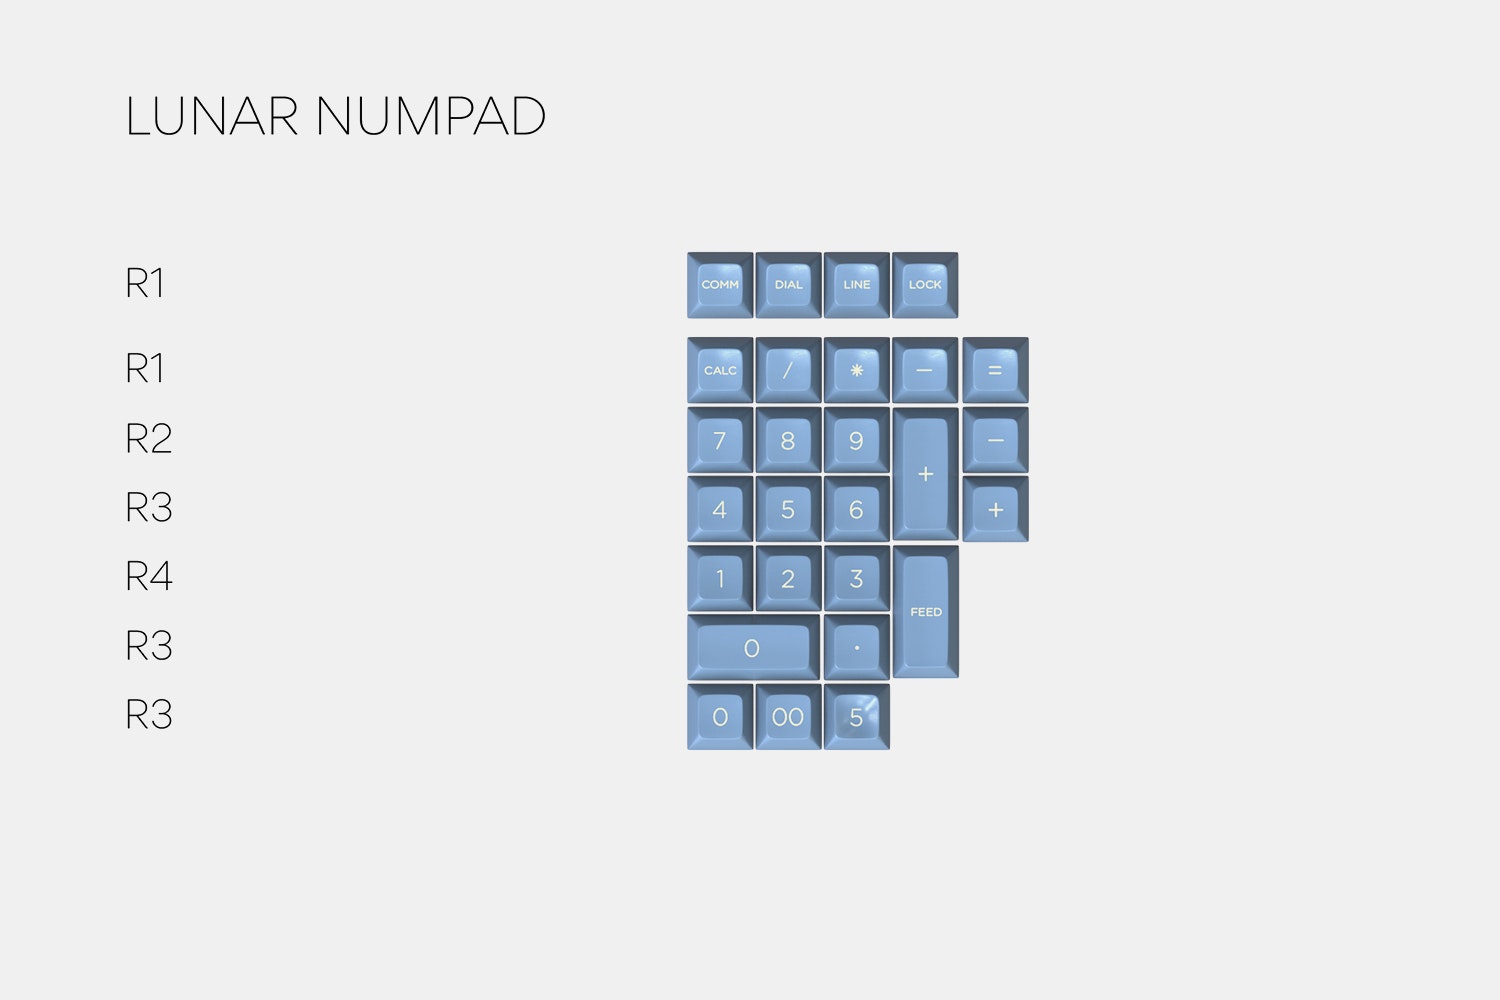 LUNAR NUMPAD
R1 COMM DIAL LINE LOCK
R1 CALC / * − =
R2 7 8 9 + −
R3 4 5 6 +
R4 1 2 3 FEED
R3 0 .
R3 0 00 5